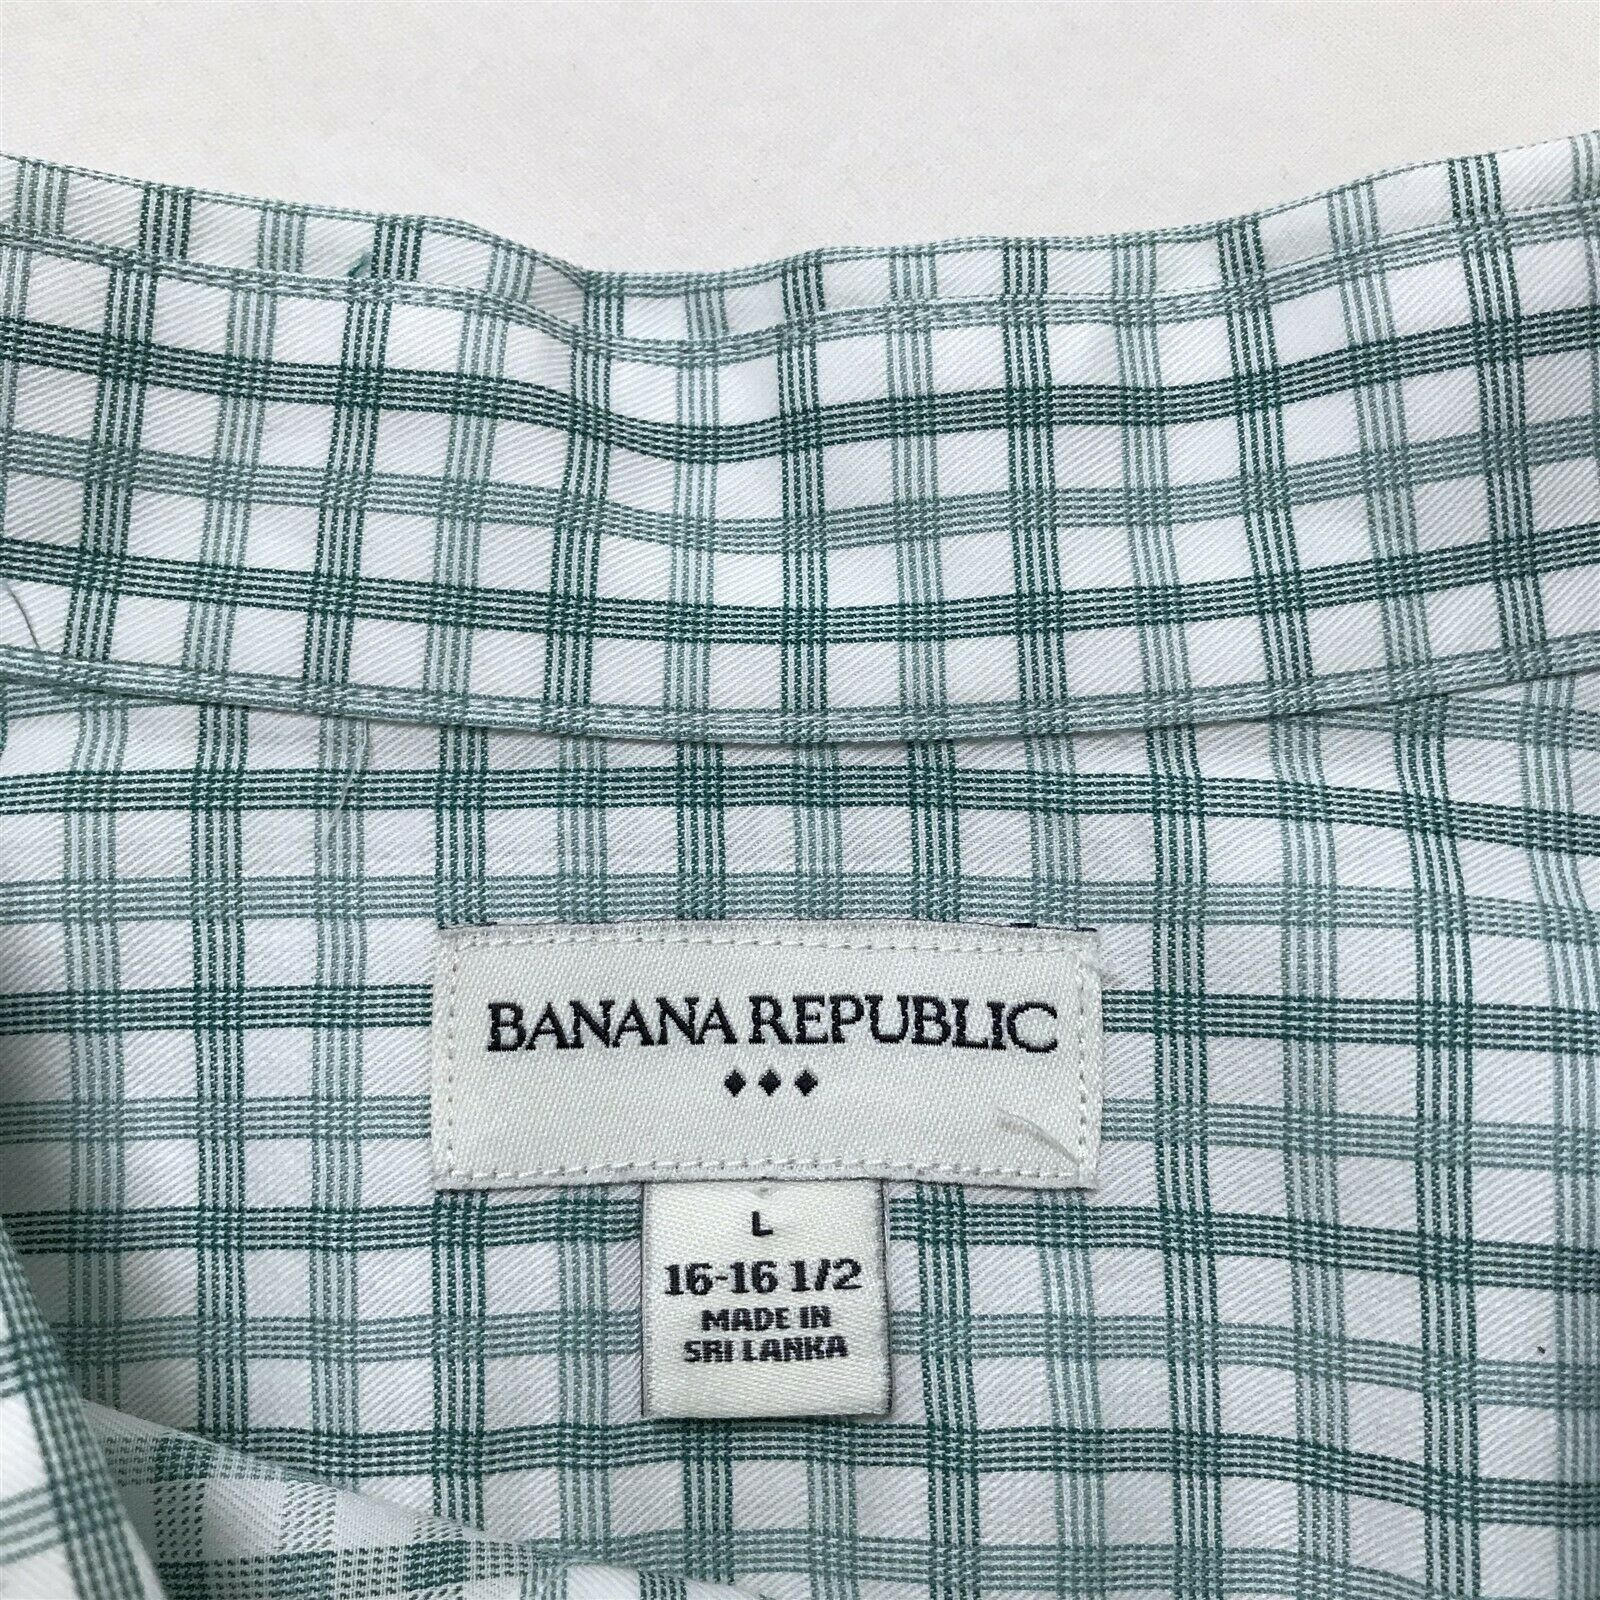 BANANA REPUBLIC
L
16-16 1/2
MADE IN
SRI LANKA